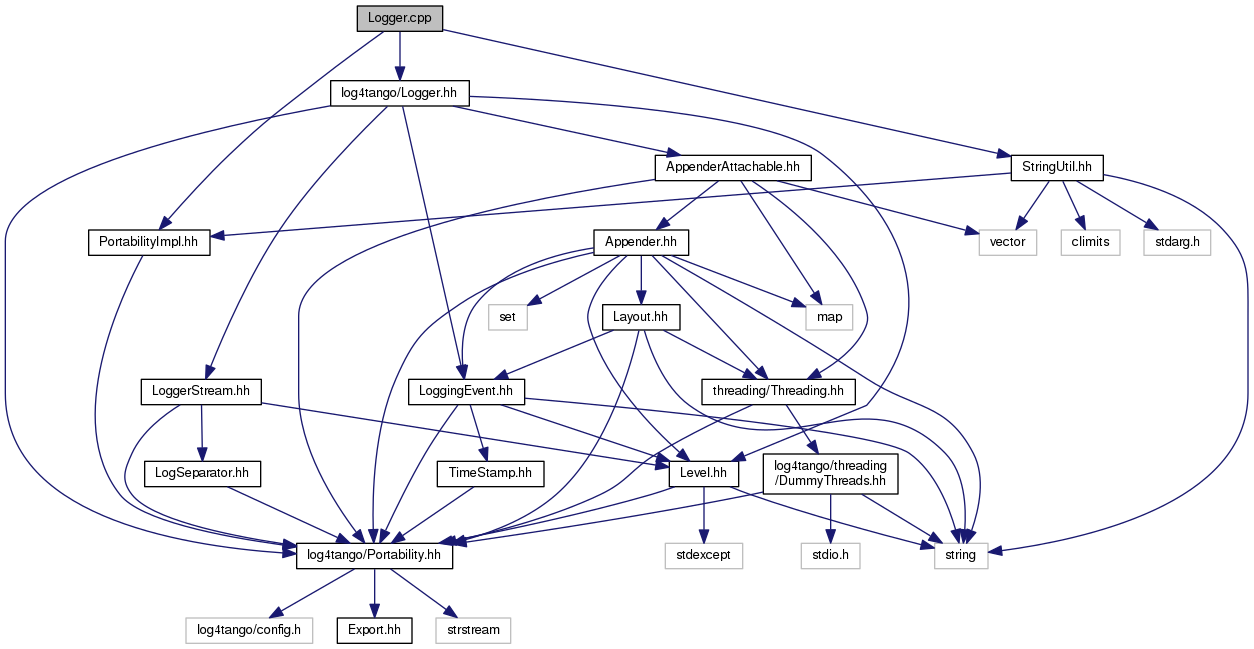 Logger.cpp
log4tango/Logger.hh
AppenderAttachable.hh
StringUtil.hh
PortabilityImpl.hh
Appender.hh
vector
climits
stdarg.h
set
Layout.hh
map
LoggerStream.hh
LoggingEvent.hh
threading/Threading.hh
LogSeparator.hh
TimeStamp.hh
Level.hh
log4tango/threading
/DummyThreads.hh
log4tango/Portability.hh
stdexcept
stdio.h
string
log4tango/config.h
Export.hh
strstream